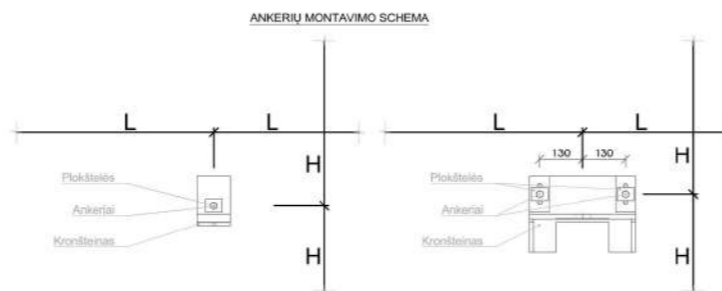 ANKERIŲ MONTAVIMO SCHEMA
L L
H
Plokštelės
Ankeriai
Kronšteinas
H
L L
130 130
H
Plokštelės
Ankeriai
Kronšteinas
H